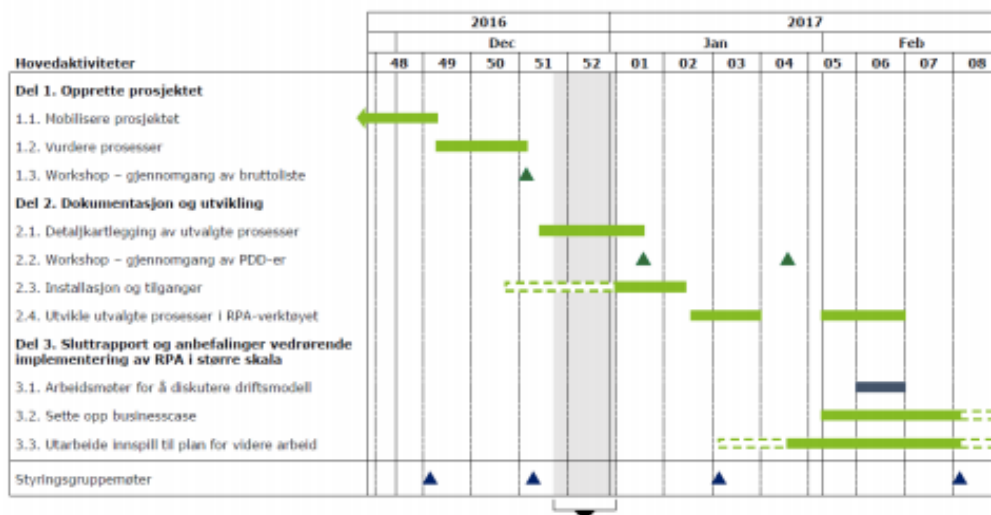 2016 2017
Dec Jan Feb
Hovedaktiviteter 48 49 50 51 52 01 02 03 04 05 06 07 08
Del 1. Opprette prosjektet
1.1. Mobilisere prosjektet
1.2. Vurdere prosesser
1.3. Workshop – gjennomgang av bruttoliste
Del 2. Dokumentasjon og utvikling
2.1. Detaljkartlegging av utvalgte prosesser
2.2. Workshop – gjennomgang av PDD-er
2.3. Installasjon og tilganger
2.4. Utvikle utvalgte prosesser i RPA-verktøyet
Del 3. Sluttrapport og anbefalinger vedrørende
implementering av RPA i større skala
3.1. Arbeidsmøter for å diskutere driftsmodell
3.2. Sette opp businesscase
3.3. Utarbeide innspill til plan for videre arbeid
Styringsgruppemøter